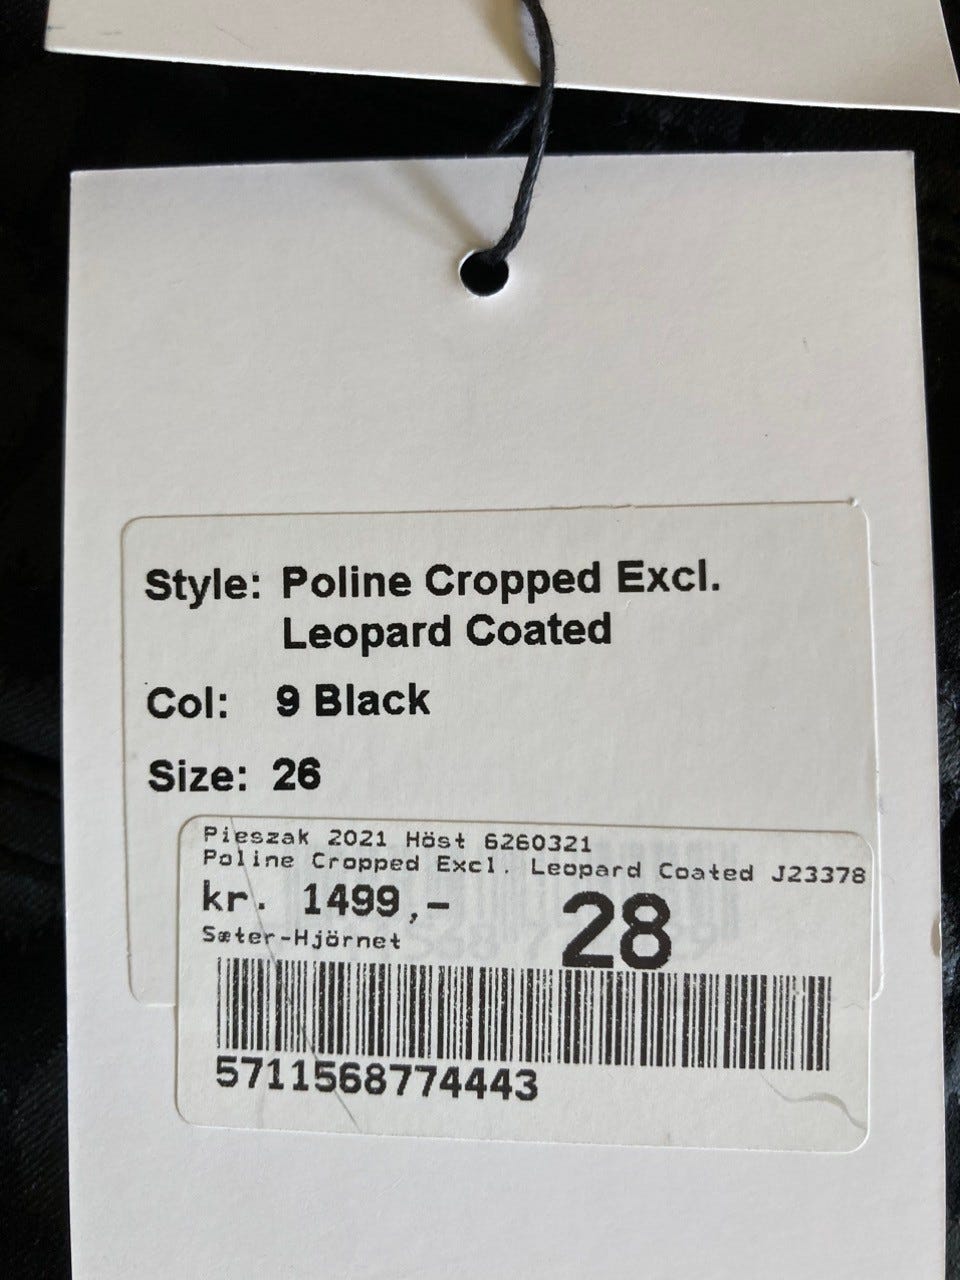 Style: Poline Cropped Excl.
Leopard Coated
Col: 9 Black
Size: 26
Pieszak 2021 Höst 6260321
Poline Cropped Excl. Leopard Coated J23378
kr. 1499,-
28
Sæter-Hjörnet
5711568774443